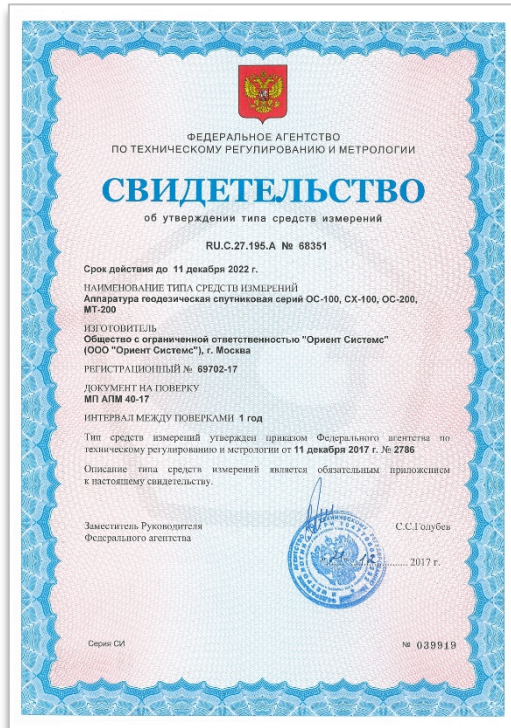 ФЕДЕРАЛЬНОЕ АГЕНТСТВО
ПО ТЕХНИЧЕСКОМУ РЕГУЛИРОВАНИЮ И МЕТРОЛОГИИ
СВИДЕТЕЛЬСТВО
об утверждении типа средств измерений
RU.C.27.195.A № 68351
Срок действия до 11 декабря 2022 г.
НАИМЕНОВАНИЕ ТИПА СРЕДСТВ ИЗМЕРЕНИЙ
Аппаратура геодезическая спутниковая серий ОС-100, СХ-100, ОС-200,
МТ-200
ИЗГОТОВИТЕЛЬ
Общество с ограниченной ответственностью "Ориент Системс"
(ООО "Ориент Системс"), г. Москва
РЕГИСТРАЦИОННЫЙ № 69702-17
ДОКУМЕНТ НА ПОВЕРКУ
МП АПМ 40-17
ИНТЕРВАЛ МЕЖДУ ПОВЕРКАМИ 1 год
Тип средств измерений утвержден приказом Федерального агентства по
техническому регулированию и метрологии от 11 декабря 2017 г. № 2786
Описание типа средств измерений является обязательным приложением
к настоящему свидетельству.
Заместитель Руководителя
Федерального агентства
С.С.Голубев
2017 г.
Серия СИ
№ 039919